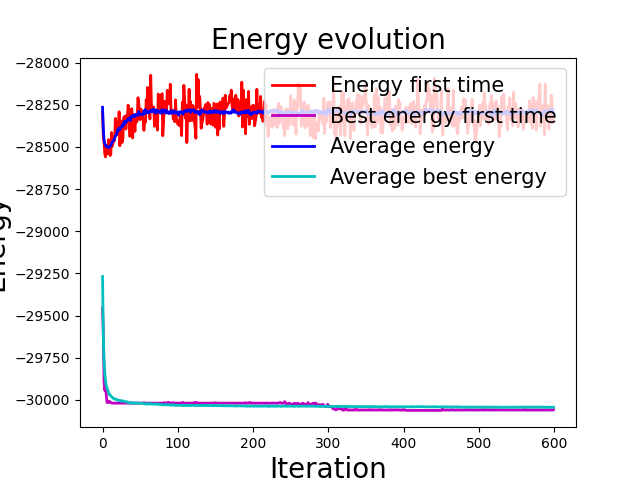 Energy evolution
Energy first time
Best energy first time
Average energy
Average best energy
−28000
−28250
−28500
−28750
−29000
−29250
−29500
−29750
−30000
Energy
0 100 200 300 400 500 600
Iteration